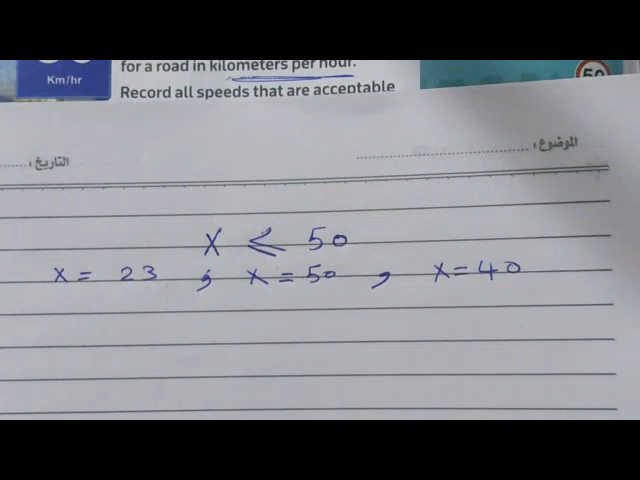 Km/hr
for a road in kilometers per hour.
50
Record all speeds that are acceptable
الموضوع :
التاريخ :
x ⩽ 50
x = 23 , x = 50 , x = 40